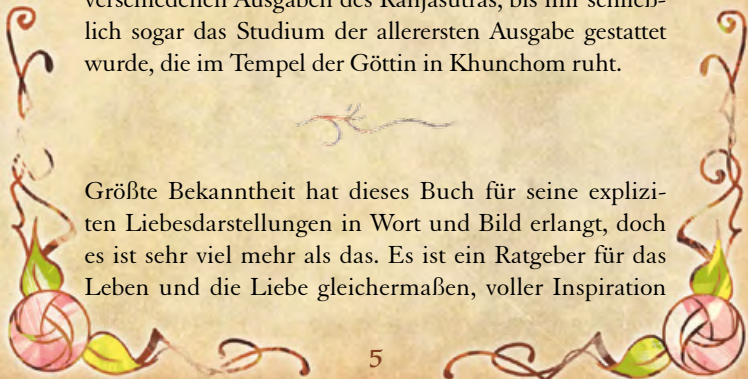 verschiedenen Ausgaben des Rahjasutras, bis mir schließ-
lich sogar das Studium der allerersten Ausgabe gestattet
wurde, die im Tempel der Göttin in Khunchom ruht.
Größte Bekanntheit hat dieses Buch für seine explizi-
ten Liebesdarstellungen in Wort und Bild erlangt, doch
es ist sehr viel mehr als das. Es ist ein Ratgeber für das
Leben und die Liebe gleichermaßen, voller Inspiration
5